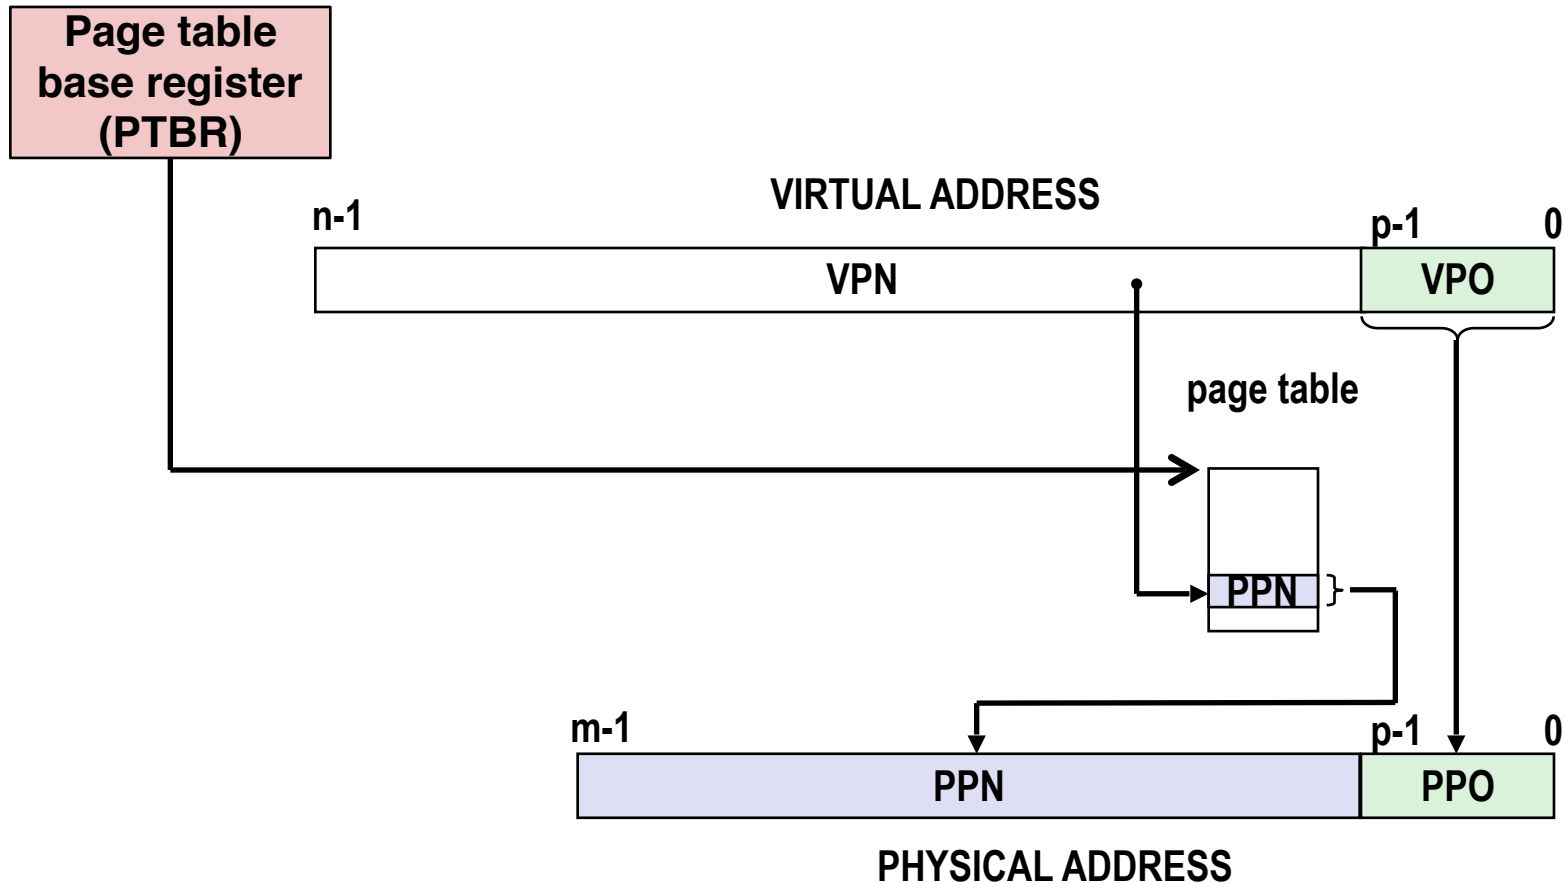 Page table
base register
(PTBR)
VIRTUAL ADDRESS
n-1
p-1
0
VPN
VPO
page table
PPN
m-1
p-1
0
PPN
PPO
PHYSICAL ADDRESS